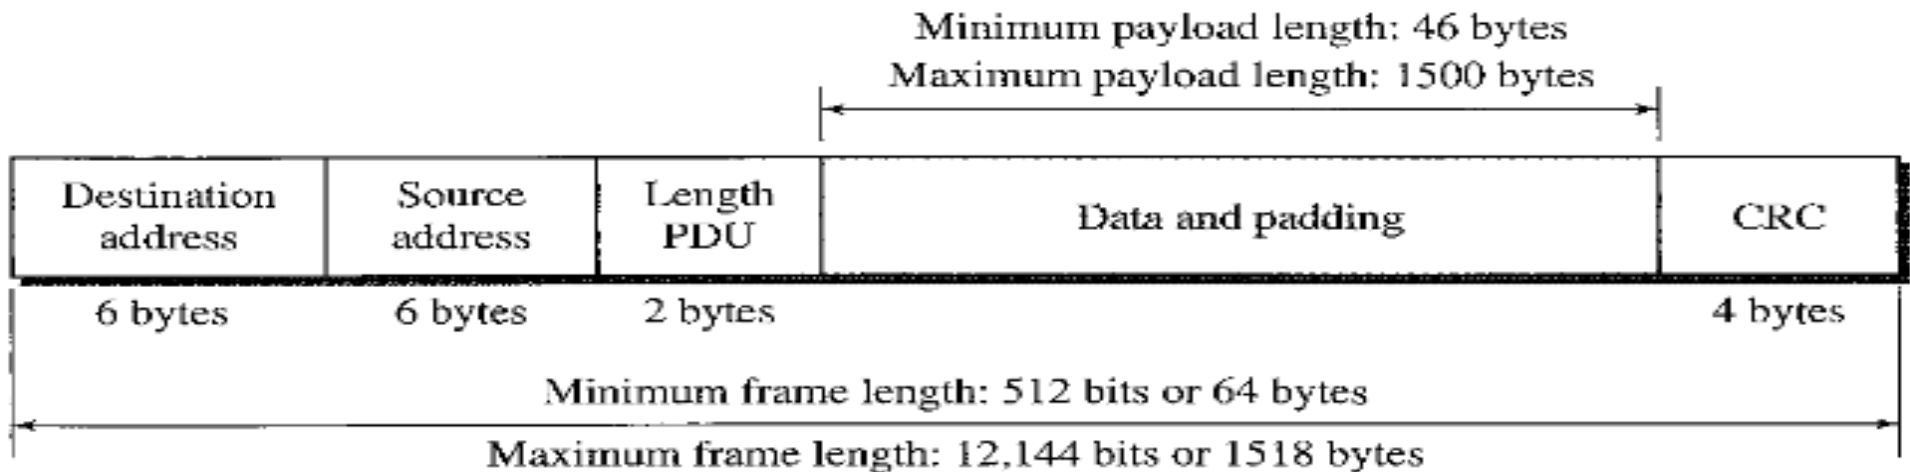 Minimum payload length: 46 bytes
Maximum payload length: 1500 bytes
Destination address
Source address
Length PDU
Data and padding
CRC
6 bytes
6 bytes
2 bytes
4 bytes
Minimum frame length: 512 bits or 64 bytes
Maximum frame length: 12,144 bits or 1518 bytes